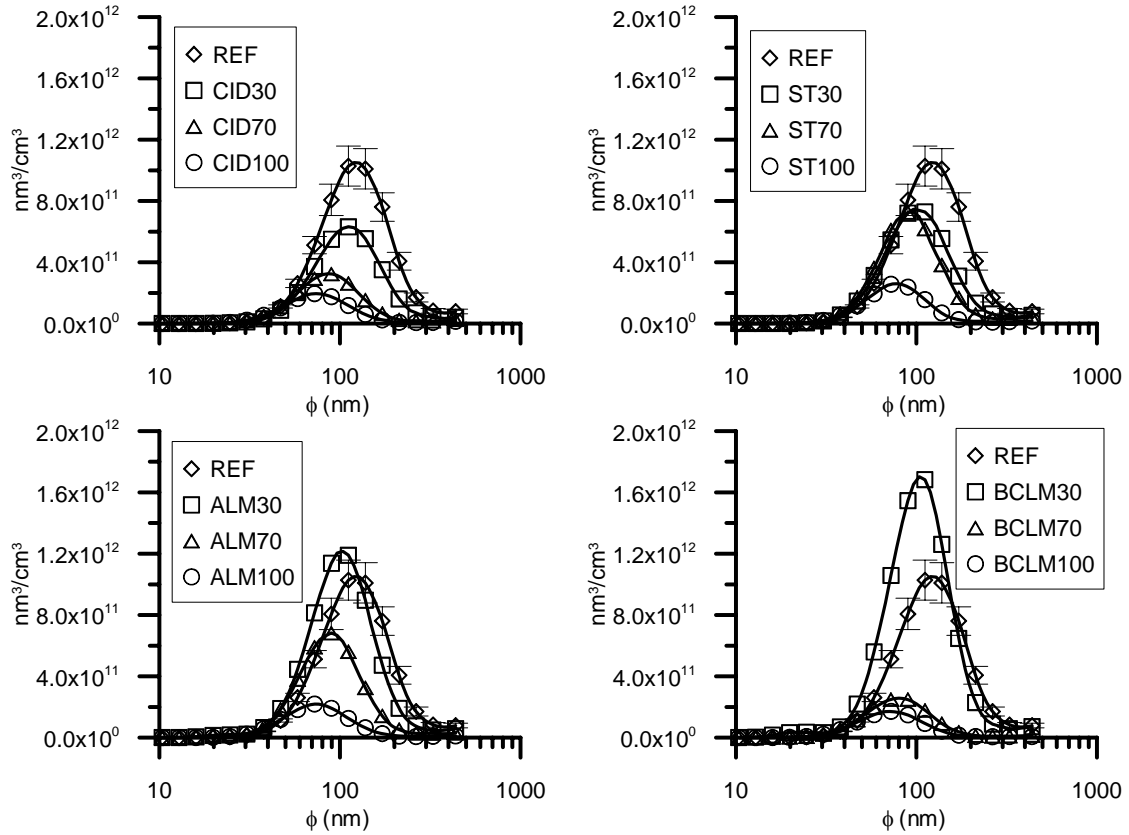 2.0x10¹²
1.6x10¹²
1.2x10¹²
8.0x10¹¹
4.0x10¹¹
0.0x10⁰
nm³/cm³
REF
CID30
CID70
CID100
10 100 1000
ϕ (nm)
2.0x10¹²
1.6x10¹²
1.2x10¹²
8.0x10¹¹
4.0x10¹¹
0.0x10⁰
nm³/cm³
REF
ST30
ST70
ST100
10 100 1000
ϕ (nm)
2.0x10¹²
1.6x10¹²
1.2x10¹²
8.0x10¹¹
4.0x10¹¹
0.0x10⁰
nm³/cm³
REF
ALM30
ALM70
ALM100
10 100 1000
ϕ (nm)
2.0x10¹²
1.6x10¹²
1.2x10¹²
8.0x10¹¹
4.0x10¹¹
0.0x10⁰
nm³/cm³
REF
BCLM30
BCLM70
BCLM100
10 100 1000
ϕ (nm)